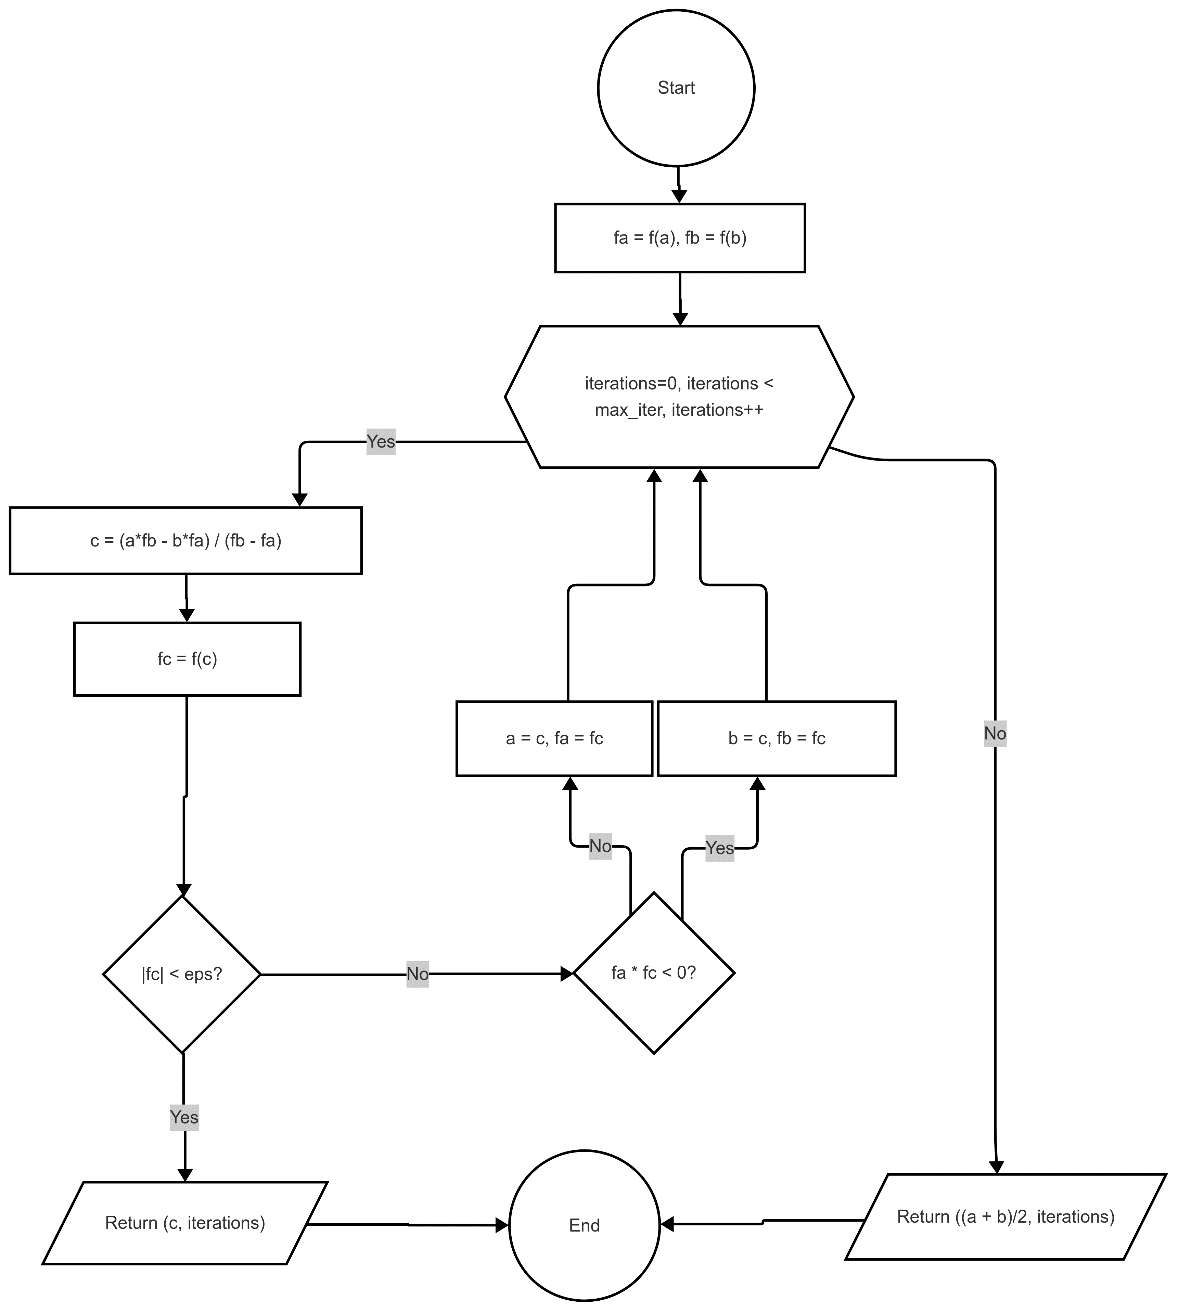 Start
fa = f(a), fb = f(b)
iterations=0, iterations <
max_iter, iterations++
Yes
c = (a*fb - b*fa) / (fb - fa)
fc = f(c)
a = c, fa = fc
b = c, fb = fc
No
No
Yes
|fc| < eps?
No
fa * fc < 0?
Yes
Return (c, iterations)
End
Return ((a + b)/2, iterations)